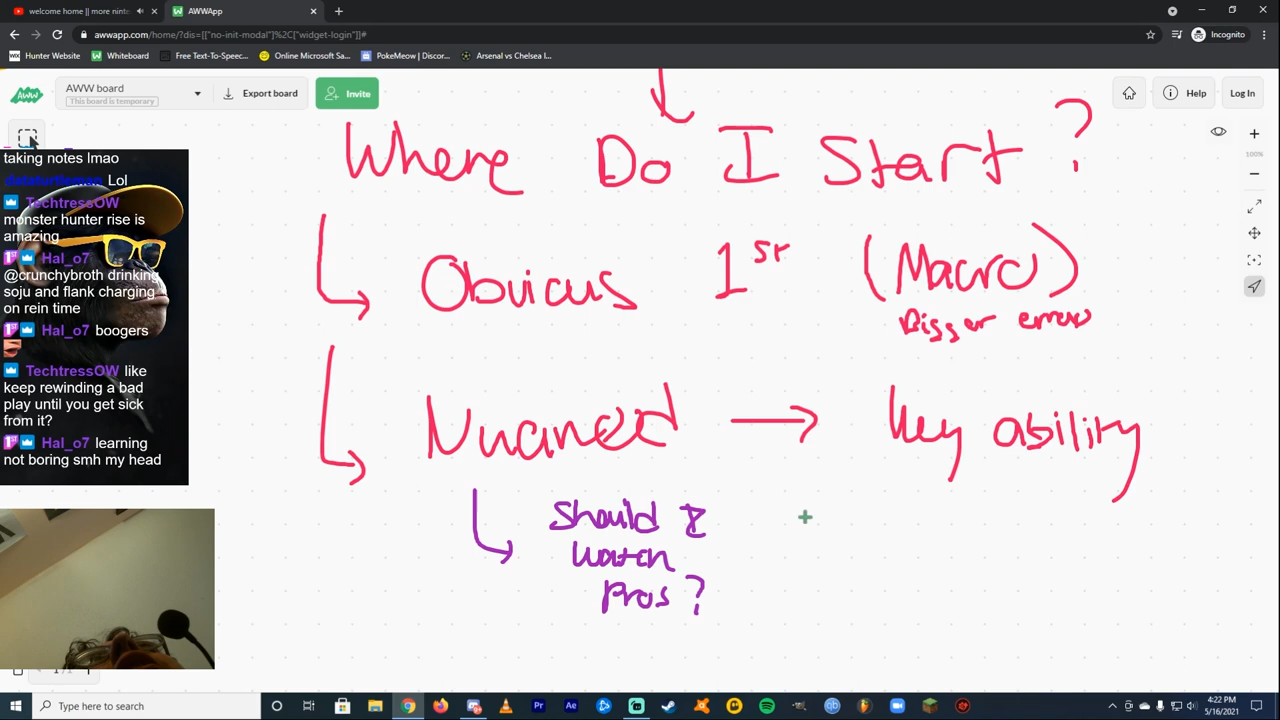 welcome home || more ninte
AWWApp
awwapp.com/home/?dis=[["no-init-modal"]%2C["widget-login"]]#
Incognito
Hunter Website
Whiteboard
Free Text-To-Speec...
Online Microsoft Sa...
PokeMeow | Discor...
Arsenal vs Chelsea l...
AWW
AWW board
This board is temporary
Export board
Invite
Help
Log In
100%
Where Do I Start?
Obvious 1st (Macro)
Bigger errors
Nuanced → key ability
Should I
watch
Pros?
taking notes lmao
Lol
TechtressOW
monster hunter rise is
amazing
Hal_o7
@crunchybroth drinking
soju and flank charging
on rein time
Hal_o7 boogers
TechtressOW like
keep rewinding a bad
play until you get sick
from it?
Hal_o7 learning
not boring smh my head
1/1
Type here to search
4:22 PM
5/16/2021